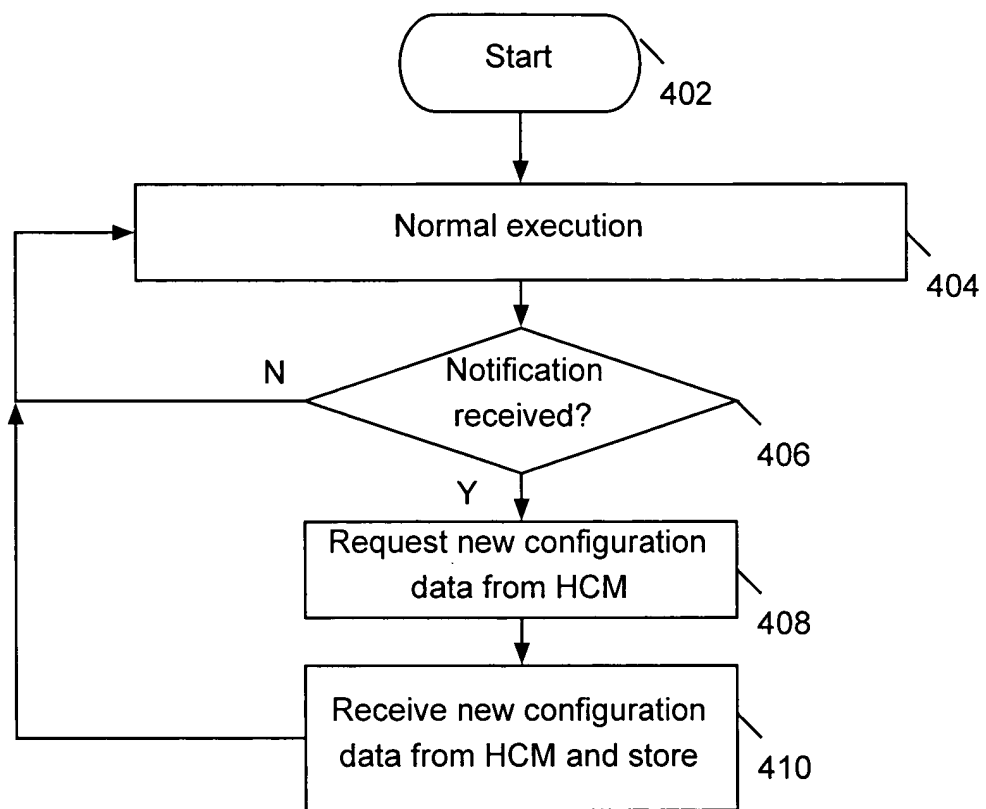 Start
402
Normal execution
404
N
Notification
received?
406
Y
Request new configuration
data from HCM
408
Receive new configuration
data from HCM and store
410